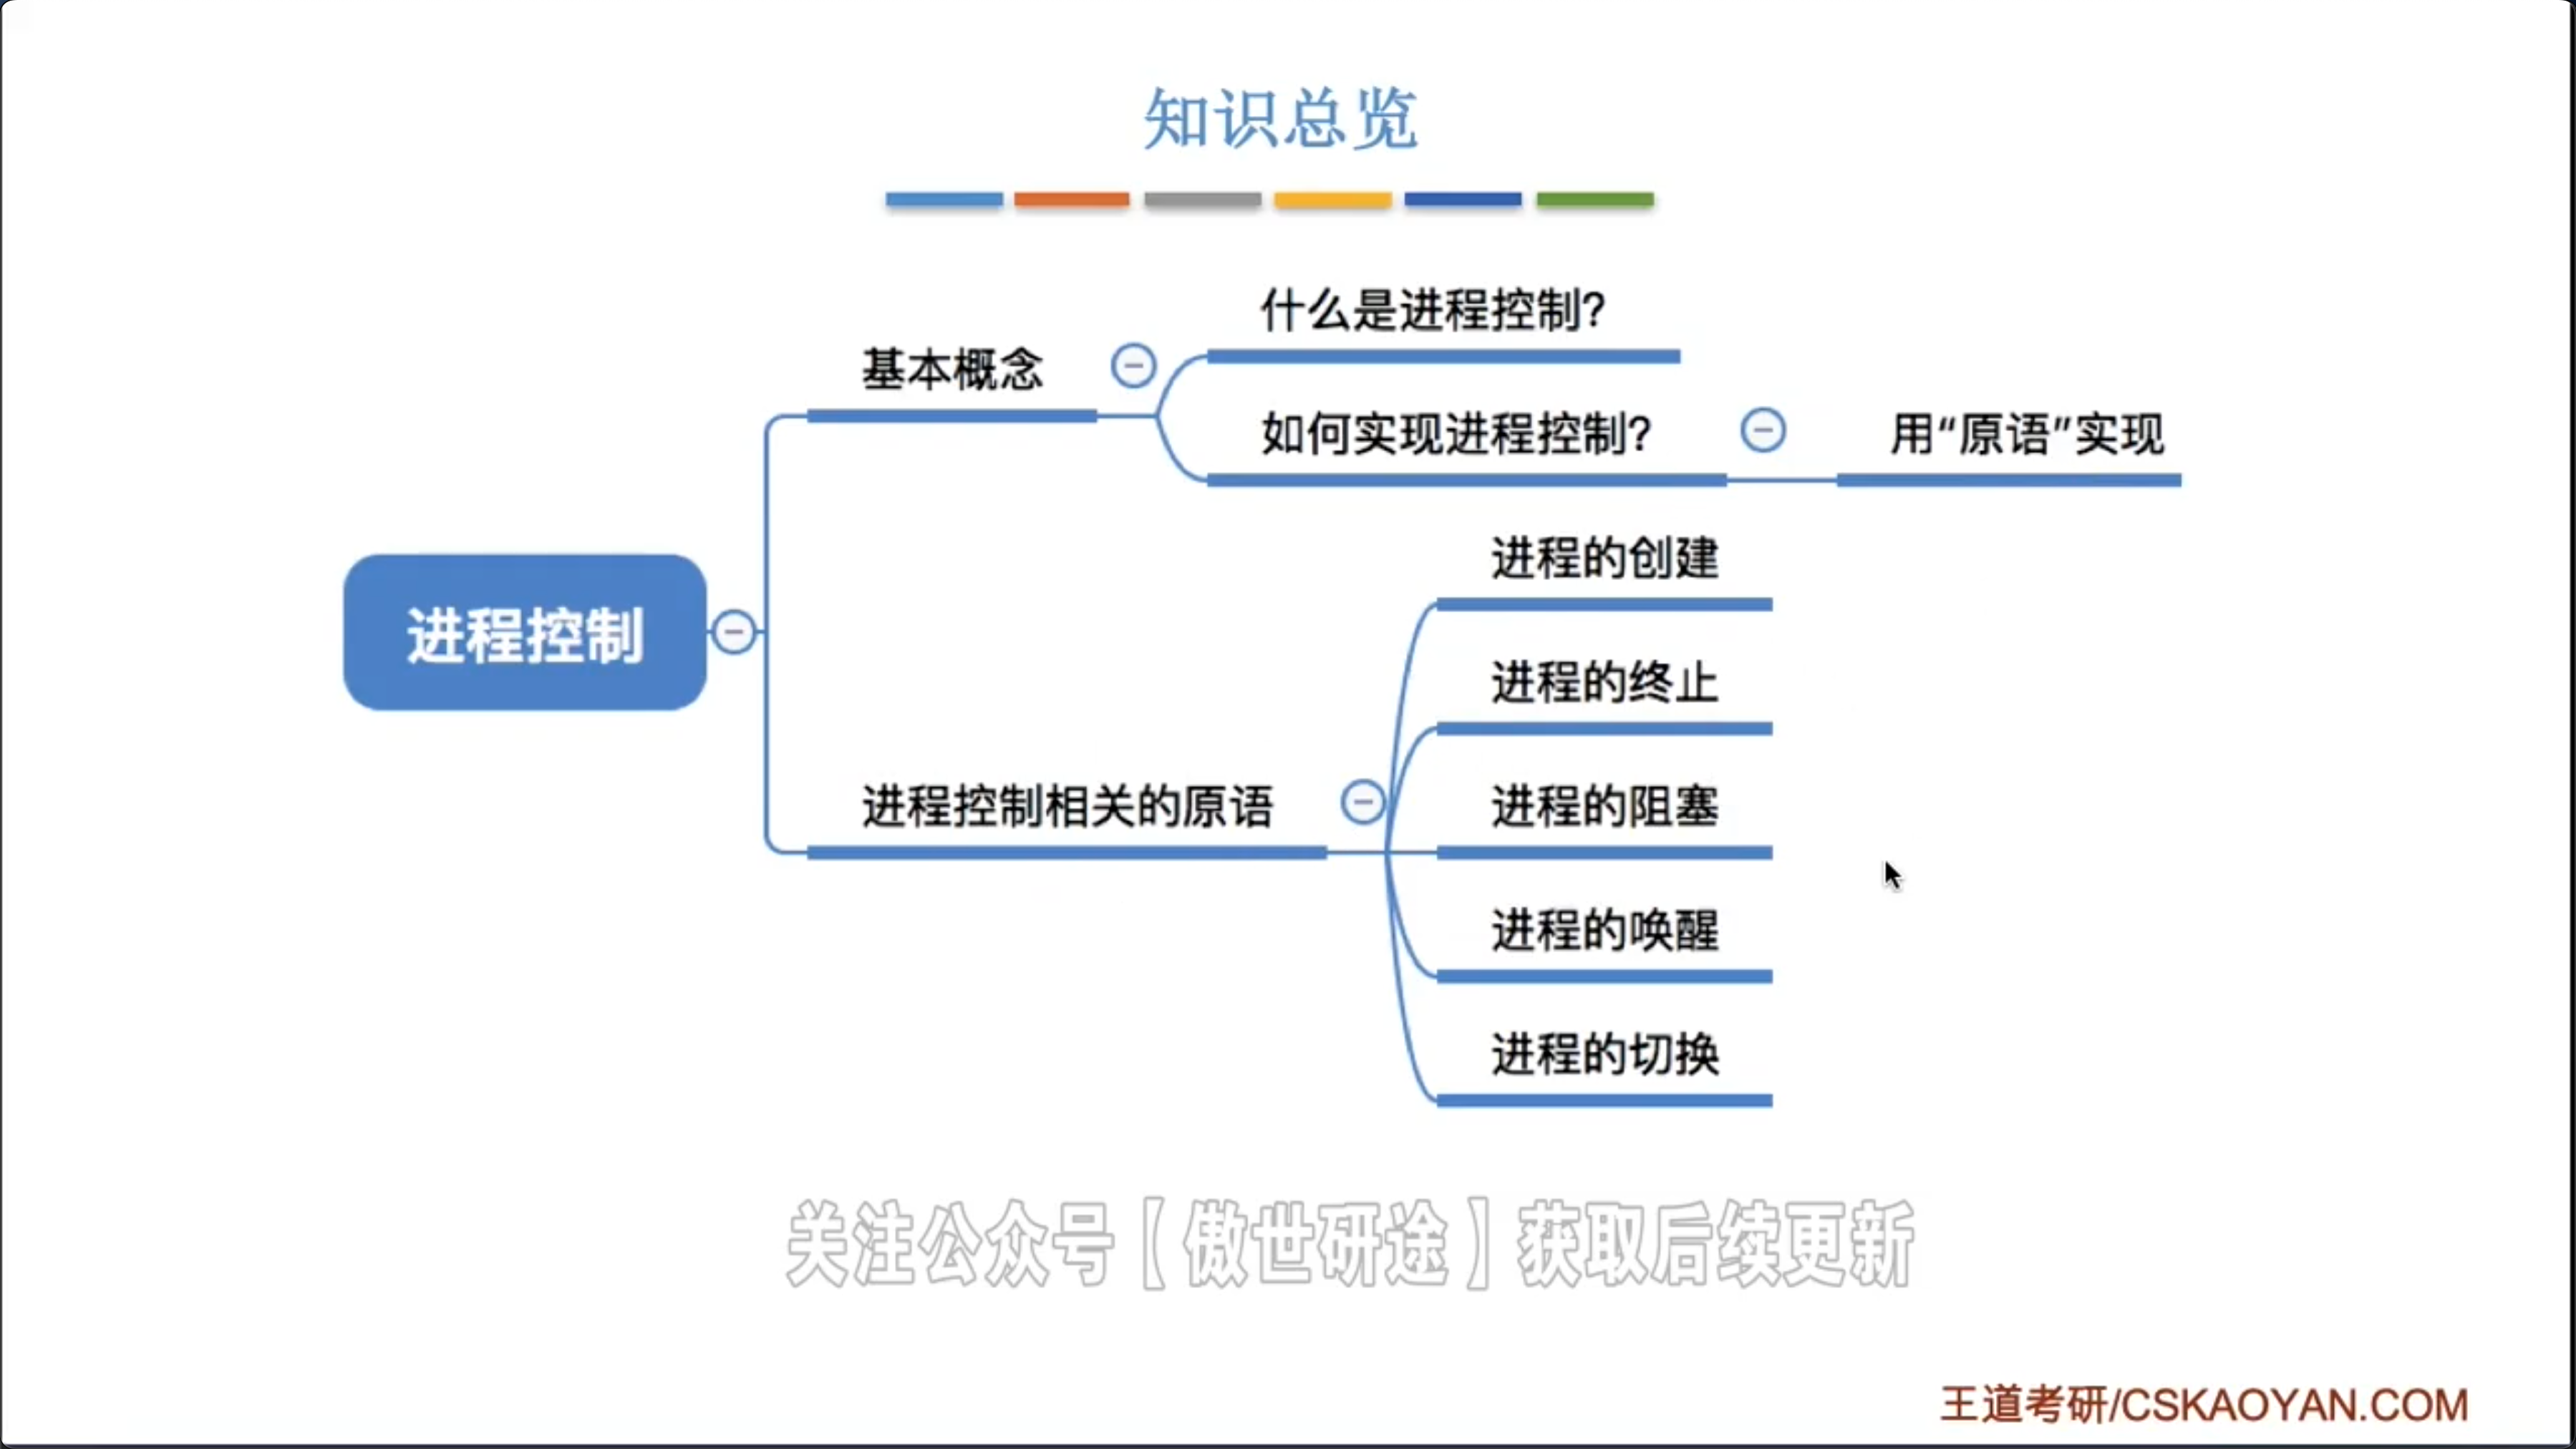 知识总览
什么是进程控制?
基本概念
如何实现进程控制?
用“原语”实现
进程控制
进程的创建
进程的终止
进程控制相关的原语
进程的阻塞
进程的唤醒
进程的切换
关注公众号【傲世研途】获取后续更新
王道考研/CSKAOYAN.COM